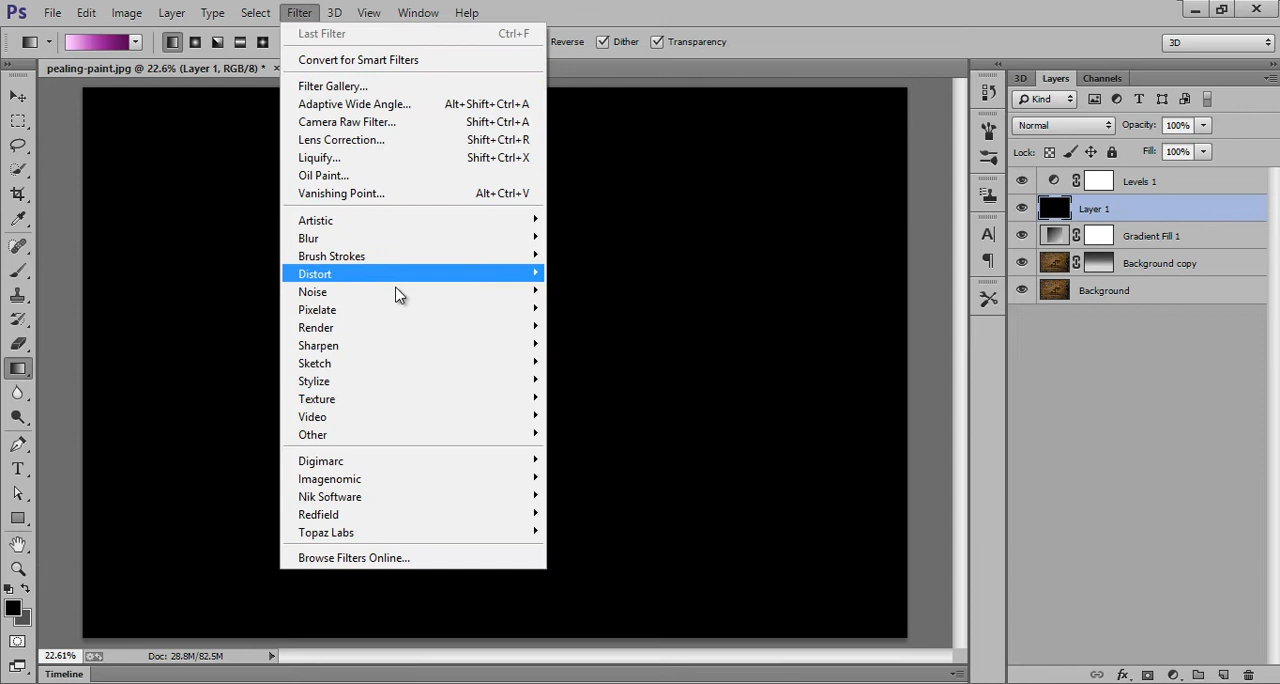 Ps File Edit Image Layer Type Select Filter 3D View Window Help
Reverse Dither Transparency 3D
pealing-paint.jpg @ 22.6% (Layer 1, RGB/8) * ×
Last Filter Ctrl+F
Convert for Smart Filters
Filter Gallery...
Adaptive Wide Angle... Alt+Shift+Ctrl+A
Camera Raw Filter... Shift+Ctrl+A
Lens Correction... Shift+Ctrl+R
Liquify... Shift+Ctrl+X
Oil Paint...
Vanishing Point... Alt+Ctrl+V
Artistic
Blur
Brush Strokes
Distort
Noise
Pixelate
Render
Sharpen
Sketch
Stylize
Texture
Video
Other
Digimarc
Imagenomic
Nik Software
Redfield
Topaz Labs
Browse Filters Online...
3D Layers Channels
Kind
Normal Opacity: 100%
Lock: Fill: 100%
Levels 1
Layer 1
Gradient Fill 1
Background copy
Background
22.61% Doc: 28.8M/82.5M
Timeline